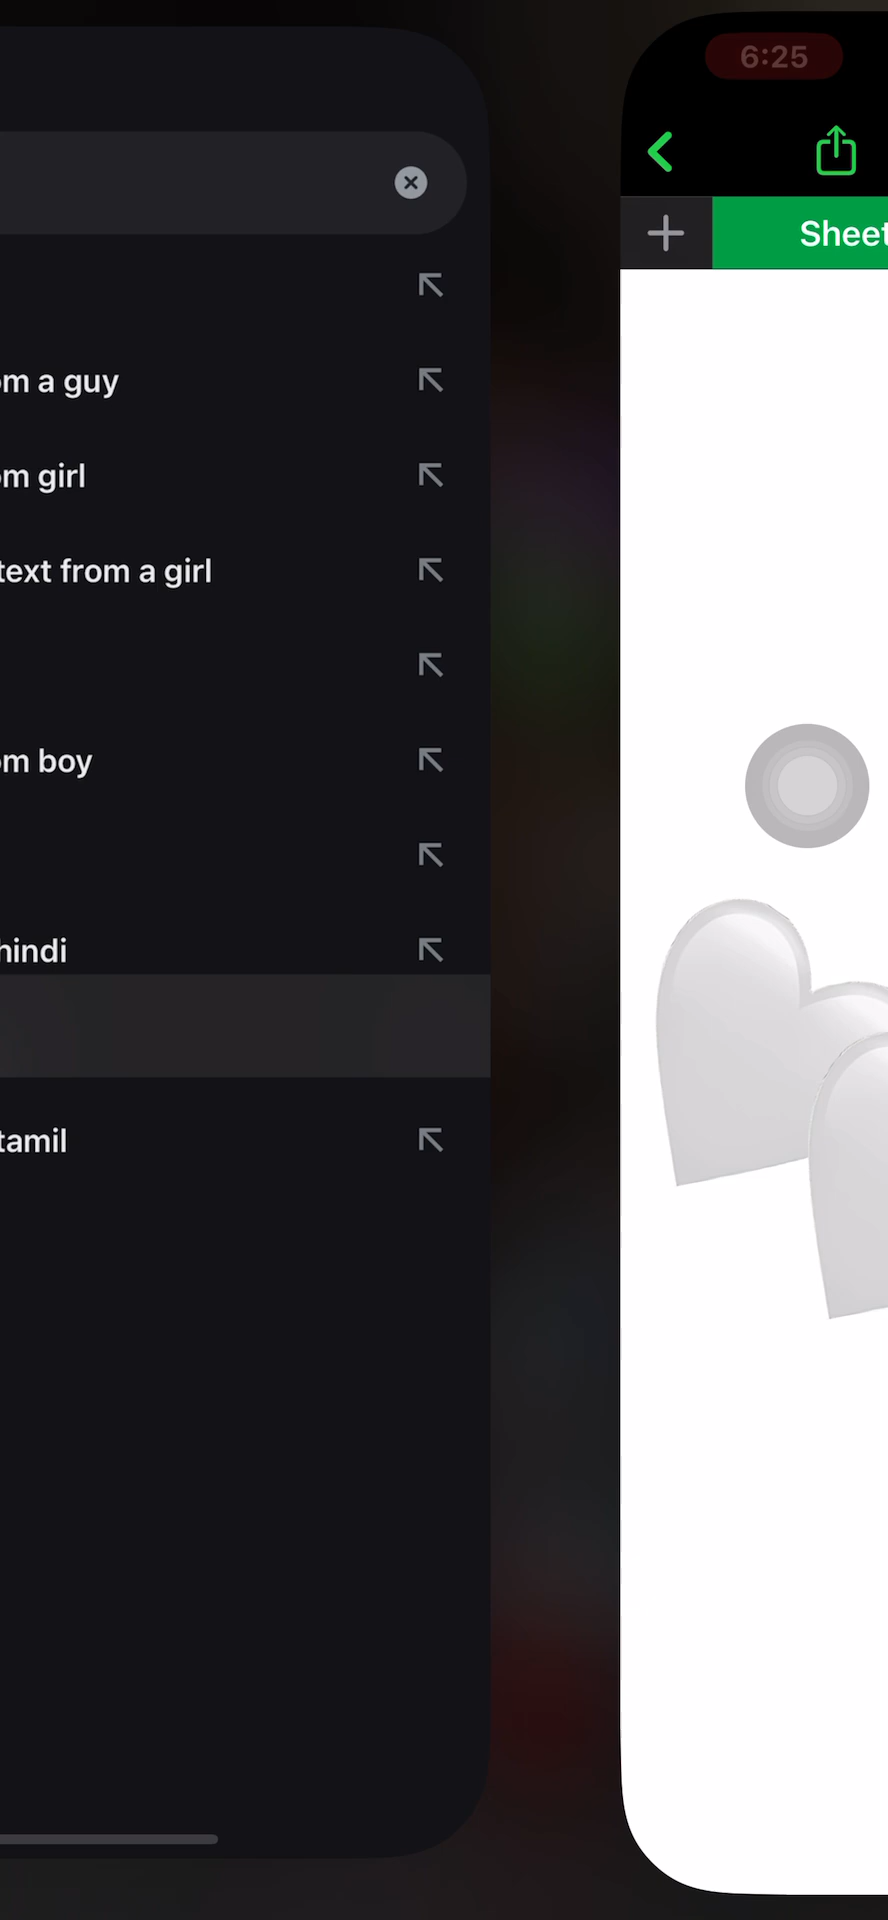 om a guy
om girl
text from a girl
om boy
hindi
tamil
6:25
Sheet